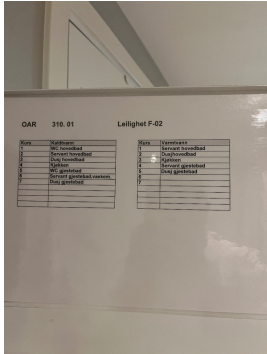 OAR 310. 01 Leilighet F-02
Kurs Kaldtvann
1 WC hovedbad
2 Servant hovedbad
3 Dusj hovedbad
4 Kjøkken
5 WC gjestebad
6 Servant gjestebad,vaskem.
7 Dusj gjestebad
Kurs Varmtvann
1 Servant hovedbad
2 Dusjhovedbad
3 Kjøkken
4 Servant gjestebad
5 Dusj gjestebad
6
7